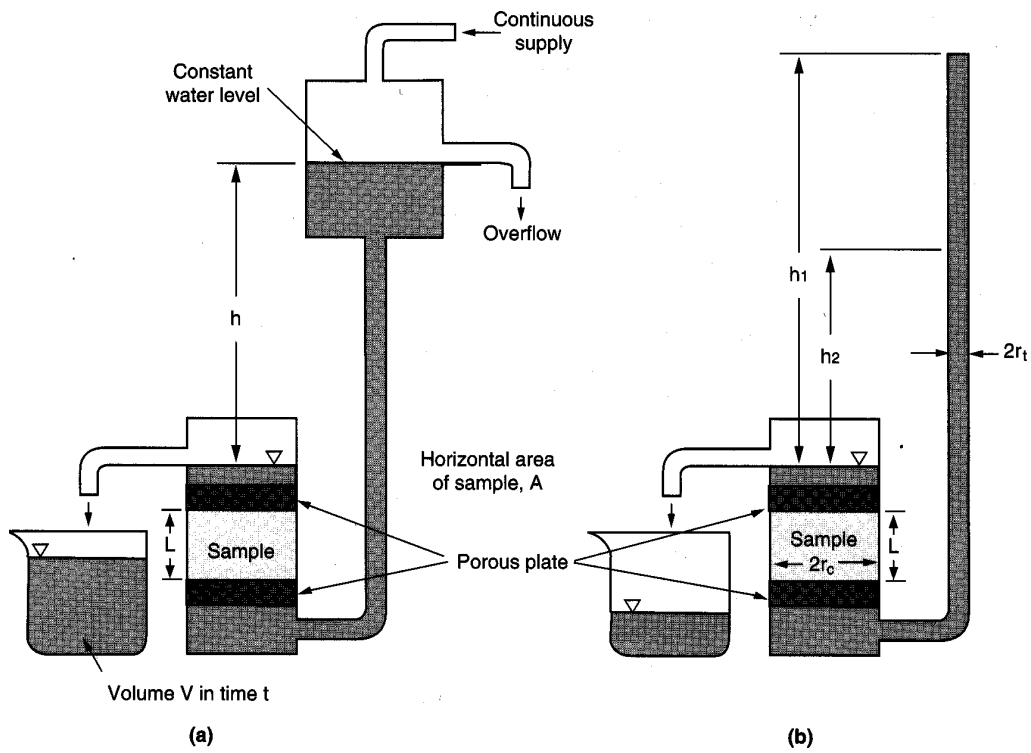 Continuous
supply
Constant
water level
Overflow
h
Horizontal area
of sample, A
L
Sample
Porous plate
Volume V in time t
(a)
h1
h2
2rt
Sample
2rc
L
(b)